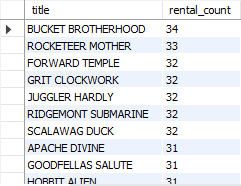 title rental_count
BUCKET BROTHERHOOD 34
ROCKETEER MOTHER 33
FORWARD TEMPLE 32
GRIT CLOCKWORK 32
JUGGLER HARDLY 32
RIDGEMONT SUBMARINE 32
SCALAWAG DUCK 32
APACHE DIVINE 31
GOODFELLAS SALUTE 31
HOBBIT ALIEN 31